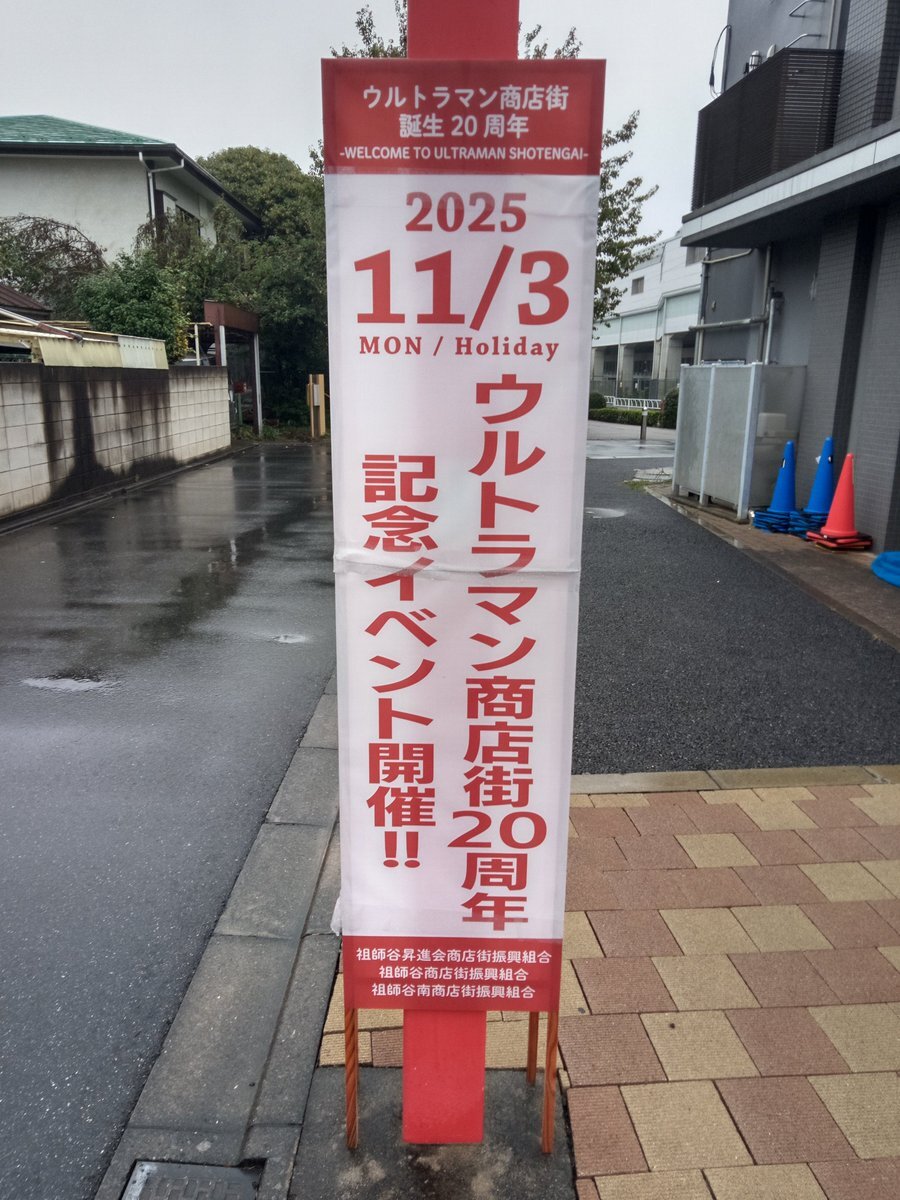 ウルトラマン商店街
誕生20周年
-WELCOME TO ULTRAMAN SHOTENGAI-
2025
11/3
MON / Holiday
ウルトラマン商店街20周年
記念イベント開催!!
祖師谷昇進会商店街振興組合
祖師谷商店街振興組合
祖師谷南商店街振興組合